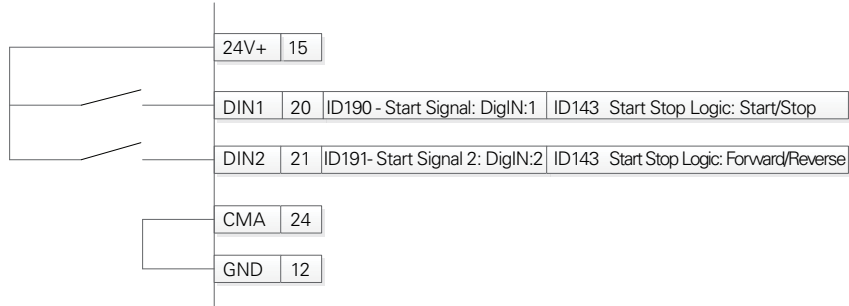 24V+ 15
DIN1 20 ID190 - Start Signal: DigIN:1 ID143 Start Stop Logic: Start/Stop
DIN2 21 ID191- Start Signal 2: DigIN:2 ID143 Start Stop Logic: Forward/Reverse
CMA 24
GND 12